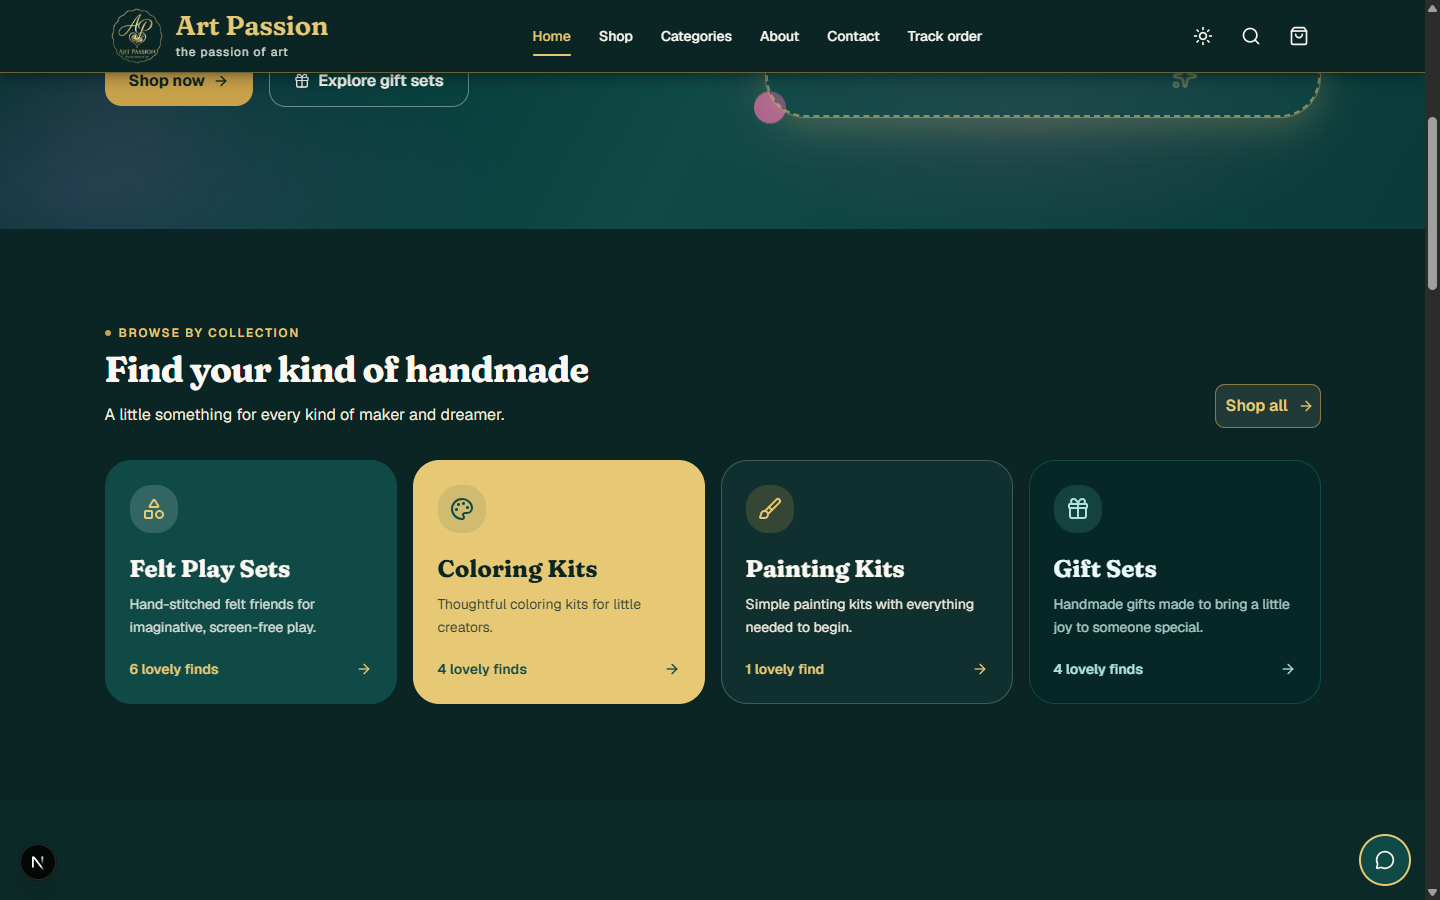 Art Passion
the passion of art
Home
Shop
Categories
About
Contact
Track order
Shop now
Explore gift sets
BROWSE BY COLLECTION
Find your kind of handmade
A little something for every kind of maker and dreamer.
Shop all
Felt Play Sets
Hand-stitched felt friends for
imaginative, screen-free play.
6 lovely finds
Coloring Kits
Thoughtful coloring kits for little
creators.
4 lovely finds
Painting Kits
Simple painting kits with everything
needed to begin.
1 lovely find
Gift Sets
Handmade gifts made to bring a little
joy to someone special.
4 lovely finds
N